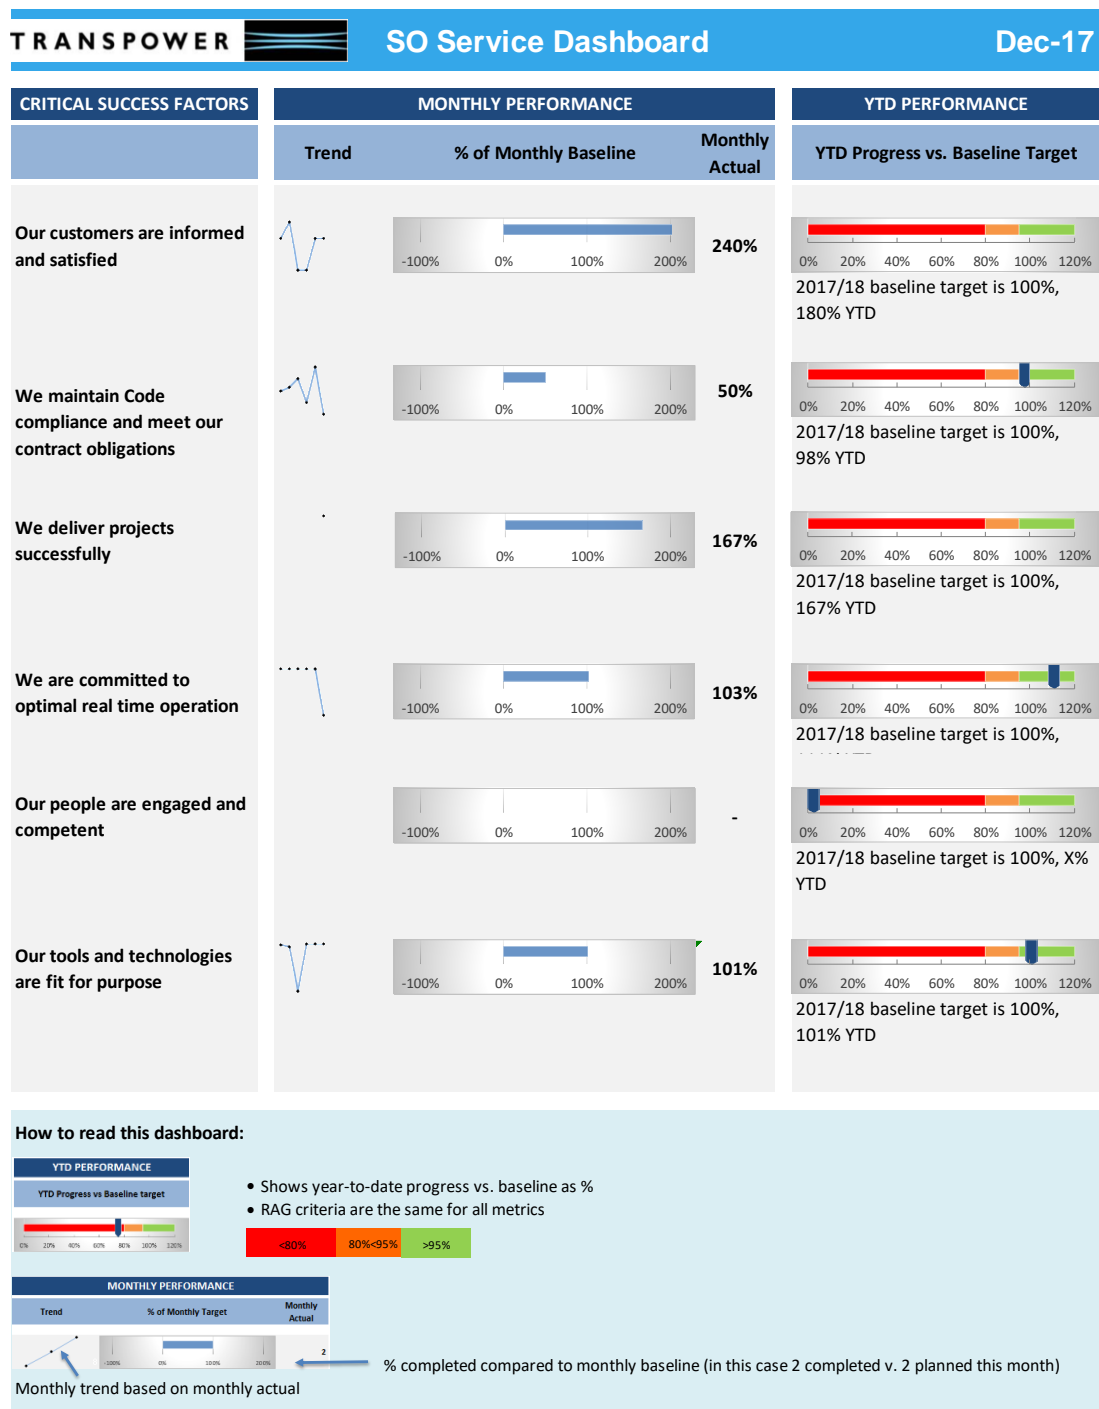 TRANSPOWER SO Service Dashboard Dec-17
CRITICAL SUCCESS FACTORS MONTHLY PERFORMANCE YTD PERFORMANCE
Trend % of Monthly Baseline Monthly Actual YTD Progress vs. Baseline Target
Our customers are informed
and satisfied
-100% 0% 100% 200%
240%
0% 20% 40% 60% 80% 100% 120%
2017/18 baseline target is 100%,
180% YTD
We maintain Code
compliance and meet our
contract obligations
-100% 0% 100% 200%
50%
0% 20% 40% 60% 80% 100% 120%
2017/18 baseline target is 100%,
98% YTD
We deliver projects
successfully
-100% 0% 100% 200%
167%
0% 20% 40% 60% 80% 100% 120%
2017/18 baseline target is 100%,
167% YTD
We are committed to
optimal real time operation
-100% 0% 100% 200%
103%
0% 20% 40% 60% 80% 100% 120%
2017/18 baseline target is 100%,
Our people are engaged and
competent
-100% 0% 100% 200%
-
0% 20% 40% 60% 80% 100% 120%
2017/18 baseline target is 100%, X%
YTD
Our tools and technologies
are fit for purpose
-100% 0% 100% 200%
101%
0% 20% 40% 60% 80% 100% 120%
2017/18 baseline target is 100%,
101% YTD
How to read this dashboard:
YTD PERFORMANCE
YTD Progress vs Baseline target
0% 20% 40% 60% 80% 100% 120%
• Shows year-to-date progress vs. baseline as %
• RAG criteria are the same for all metrics
<80% 80%<95% >95%
MONTHLY PERFORMANCE
Trend % of Monthly Target Monthly Actual
-100% 0% 100% 200%
2
% completed compared to monthly baseline (in this case 2 completed v. 2 planned this month)
Monthly trend based on monthly actual